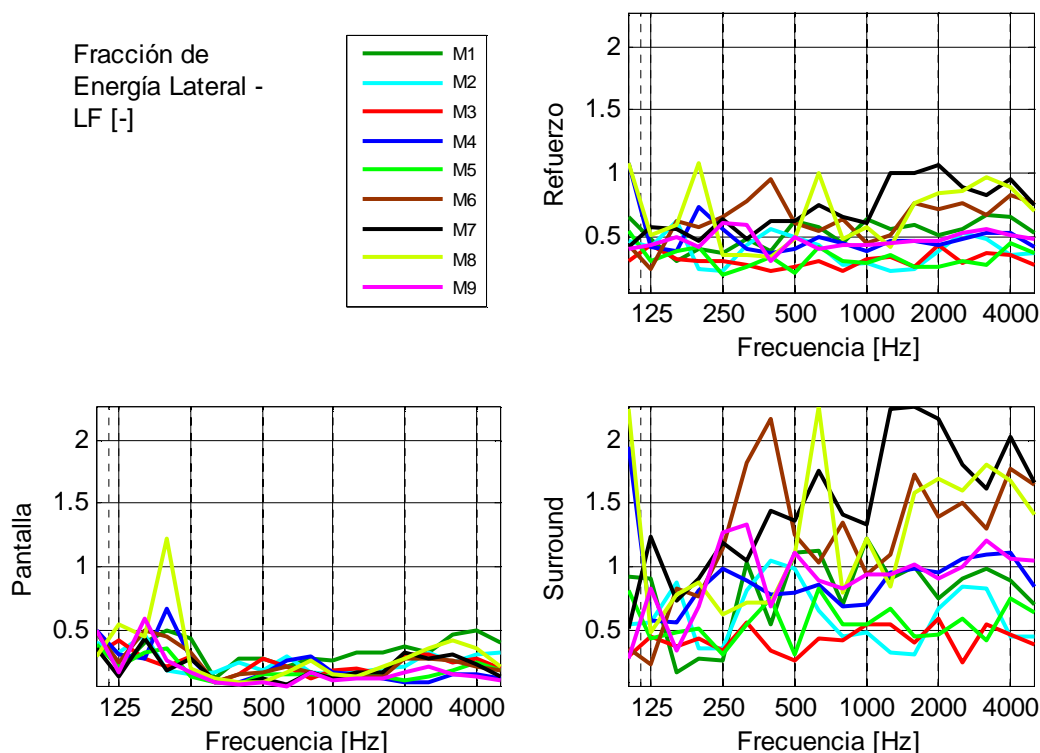 Fracción de
Energía Lateral -
LF [-]
M1
M2
M3
M4
M5
M6
M7
M8
M9
Refuerzo
2
1.5
1
0.5
125 250 500 1000 2000 4000
Frecuencia [Hz]
Pantalla
2
1.5
1
0.5
125 250 500 1000 2000 4000
Frecuencia [Hz]
Surround
2
1.5
1
0.5
125 250 500 1000 2000 4000
Frecuencia [Hz]